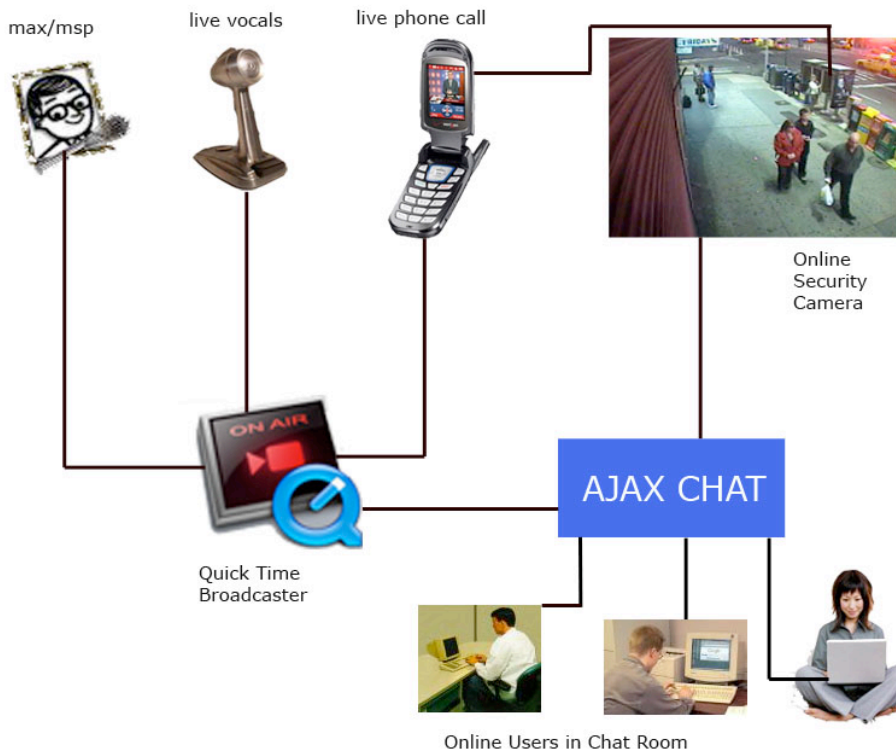 max/msp
live vocals
live phone call
Online
Security
Camera
ON AIR
AJAX CHAT
Quick Time
Broadcaster
Online Users in Chat Room